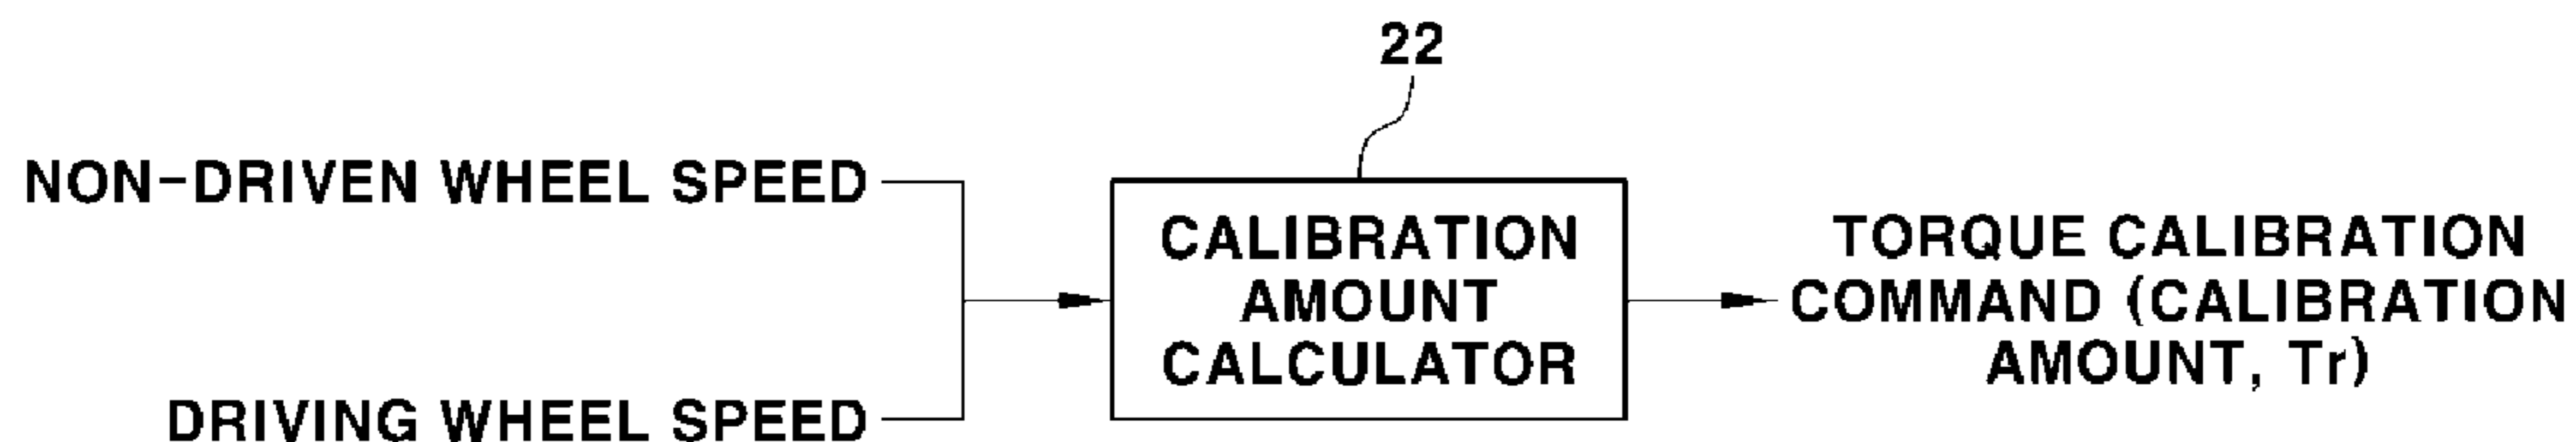 22
NON-DRIVEN WHEEL SPEED
DRIVING WHEEL SPEED
CALIBRATION
AMOUNT
CALCULATOR
TORQUE CALIBRATION
COMMAND (CALIBRATION
AMOUNT, Tr)